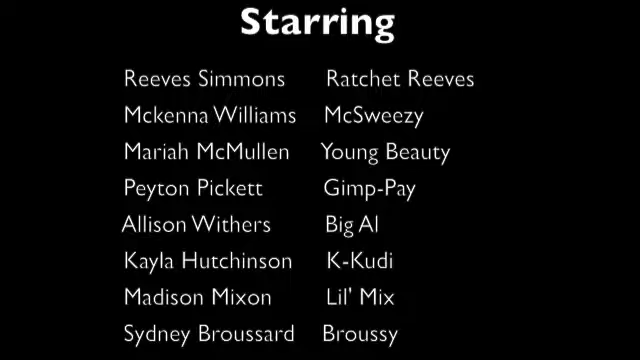 Starring
Reeves Simmons Ratchet Reeves
Mckenna Williams McSweezy
Mariah McMullen Young Beauty
Peyton Pickett Gimp-Pay
Allison Withers Big Al
Kayla Hutchinson K-Kudi
Madison Mixon Lil' Mix
Sydney Broussard Broussy